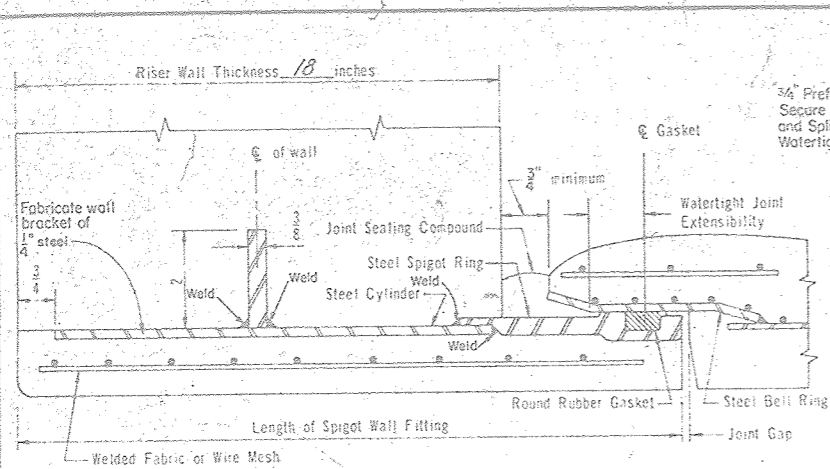 Riser Wall Thickness 18 inches
3/4" Pref
Secure
and Spli
Watertig
℄ Gasket
℄ of wall
3/4" minimum
Watertight Joint
Extensibility
Fabricate wall
bracket of
1/4" steel
3/8
Joint Sealing Compound
Steel Spigot Ring
2
3/4
Weld
Weld
Weld
Steel Cylinder
Weld
Round Rubber Gasket
Steel Bell Ring
Length of Spigot Wall Fitting
Joint Gap
Welded Fabric or Wire Mesh